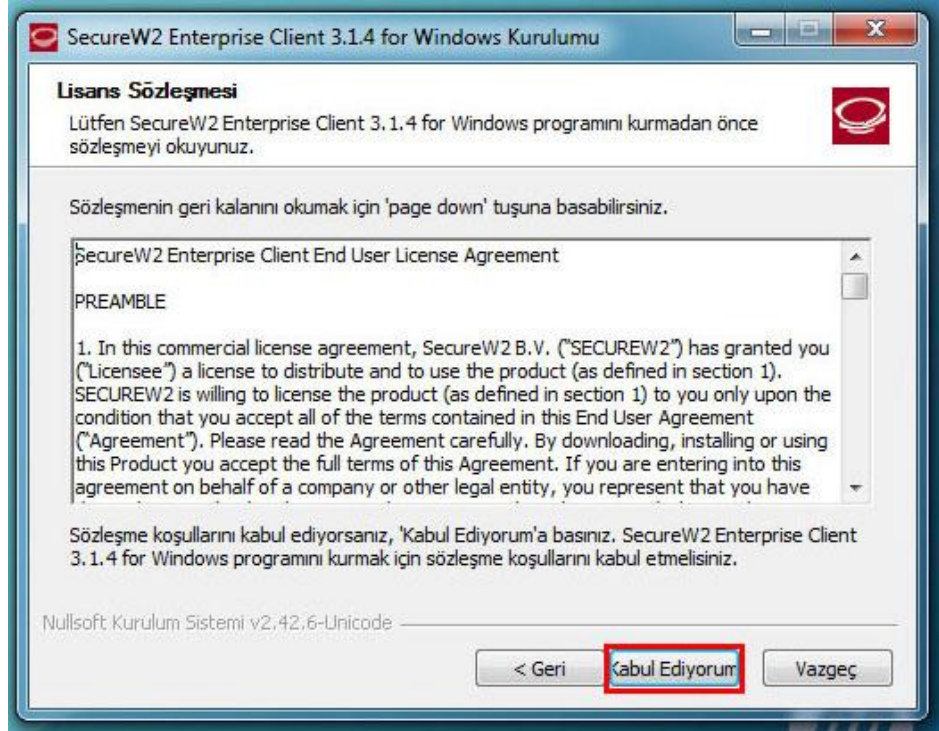 SecureW2 Enterprise Client 3.1.4 for Windows Kurulumu
Lisans Sözleşmesi
Lütfen SecureW2 Enterprise Client 3.1.4 for Windows programını kurmadan önce
sözleşmeyi okuyunuz.
Sözleşmenin geri kalanını okumak için 'page down' tuşuna basabilirsiniz.
SecureW2 Enterprise Client End User License Agreement
PREAMBLE
1. In this commercial license agreement, SecureW2 B.V. ("SECUREW2") has granted you
("Licensee") a license to distribute and to use the product (as defined in section 1).
SECUREW2 is willing to license the product (as defined in section 1) to you only upon the
condition that you accept all of the terms contained in this End User Agreement
("Agreement"). Please read the Agreement carefully. By downloading, installing or using
this Product you accept the full terms of this Agreement. If you are entering into this
agreement on behalf of a company or other legal entity, you represent that you have
Sözleşme koşullarını kabul ediyorsanız, 'Kabul Ediyorum'a basınız. SecureW2 Enterprise Client
3.1.4 for Windows programını kurmak için sözleşme koşullarını kabul etmelisiniz.
Nullsoft Kurulum Sistemi v2.42.6-Unicode
< Geri
Kabul Ediyorum
Vazgeç